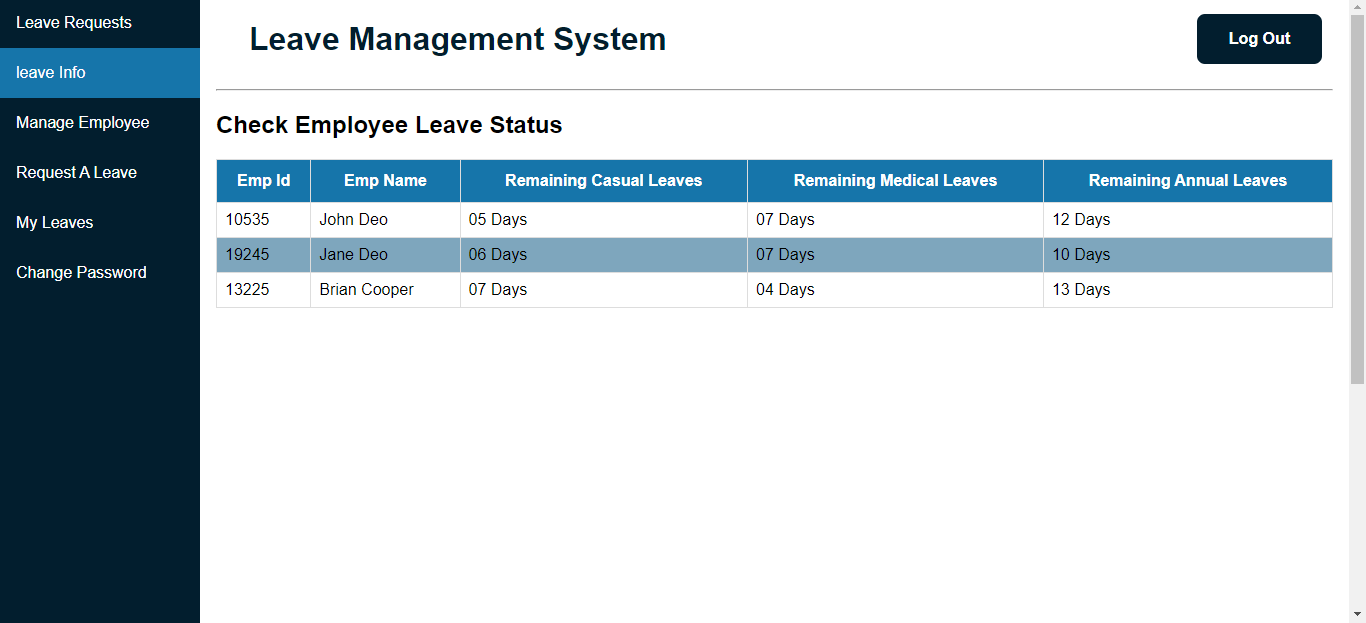 Leave Requests
leave Info
Manage Employee
Request A Leave
My Leaves
Change Password
Leave Management System
Log Out
Check Employee Leave Status
Emp Id Emp Name Remaining Casual Leaves Remaining Medical Leaves Remaining Annual Leaves
10535 John Deo 05 Days 07 Days 12 Days
19245 Jane Deo 06 Days 07 Days 10 Days
13225 Brian Cooper 07 Days 04 Days 13 Days